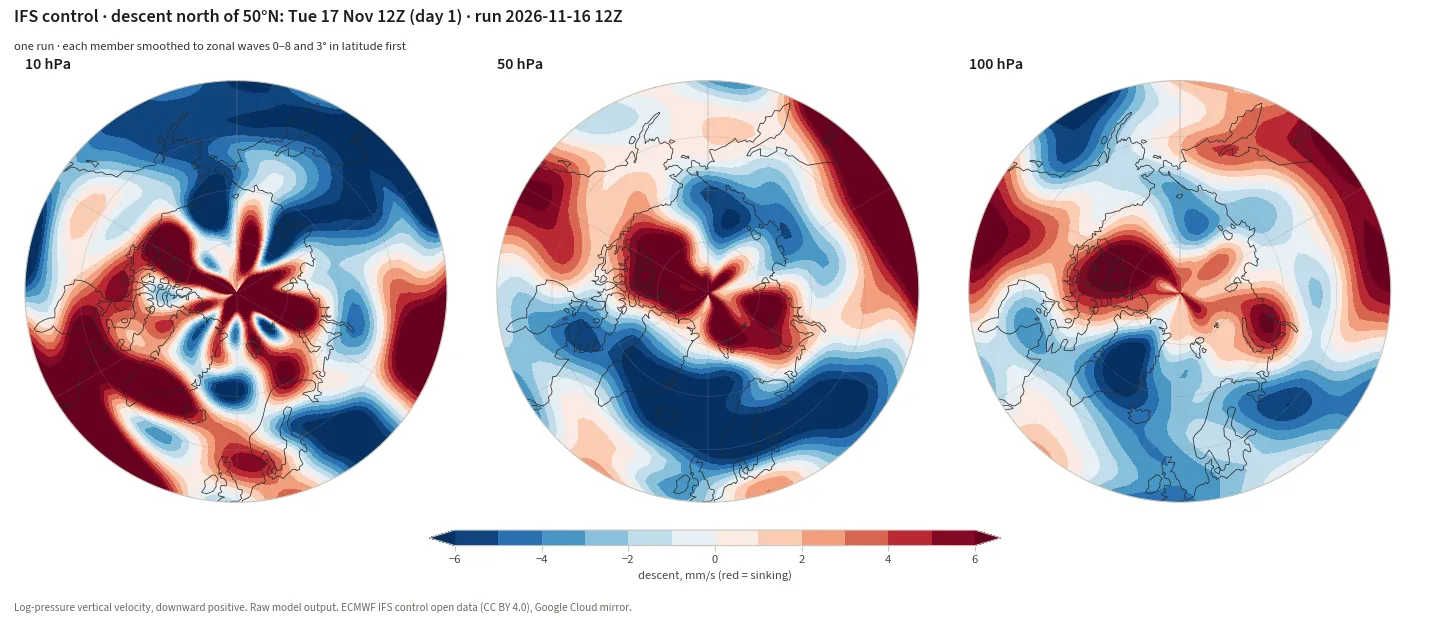 IFS control · descent north of 50°N: Tue 17 Nov 12Z (day 1) · run 2026-11-16 12Z
one run · each member smoothed to zonal waves 0–8 and 3° in latitude first
10 hPa
50 hPa
100 hPa
−6
−4
−2
0
2
4
6
descent, mm/s (red = sinking)
Log-pressure vertical velocity, downward positive. Raw model output. ECMWF IFS control open data (CC BY 4.0), Google Cloud mirror.